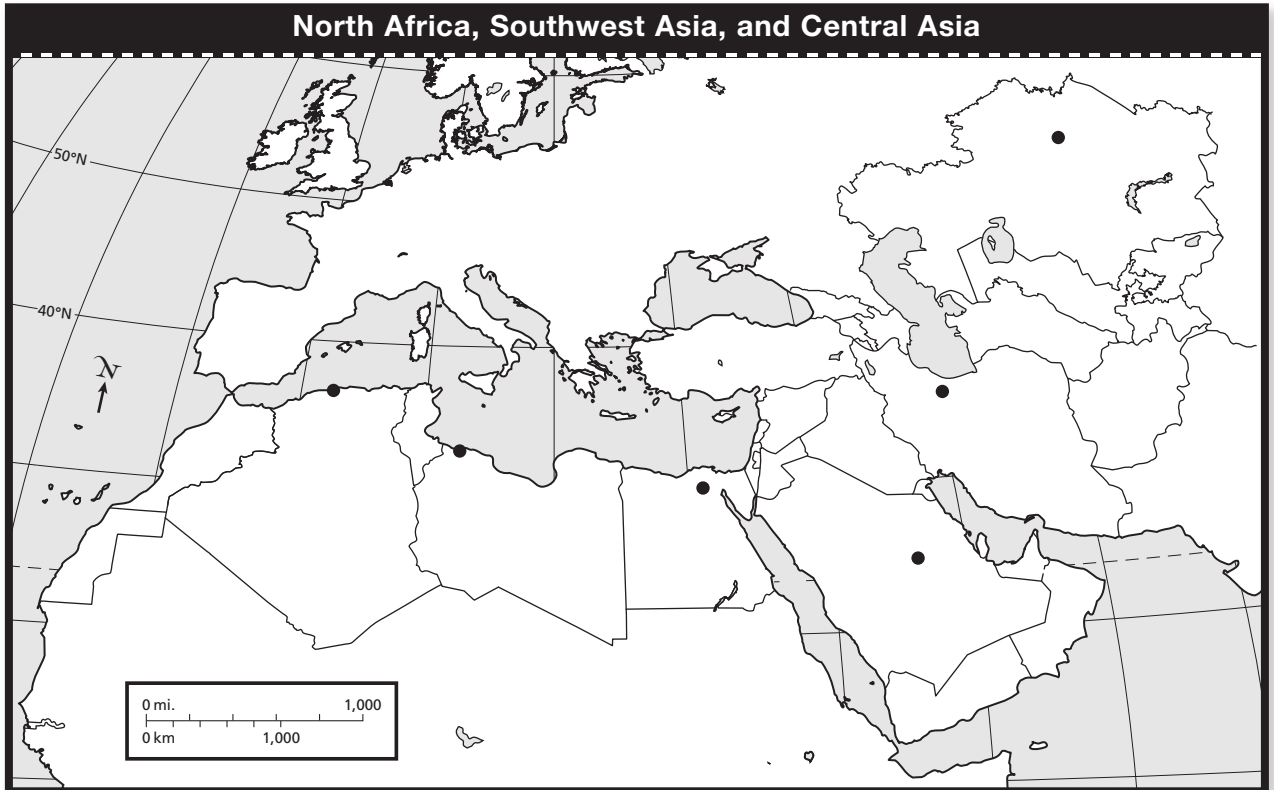 North Africa, Southwest Asia, and Central Asia
50°N
40°N
N
0 mi. 1,000
0 km 1,000